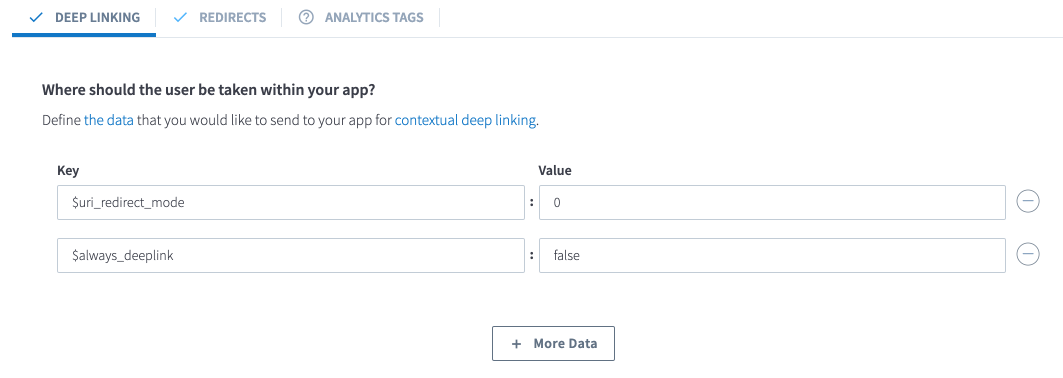 DEEP LINKING REDIRECTS ANALYTICS TAGS
Where should the user be taken within your app?
Define the data that you would like to send to your app for contextual deep linking.
Key Value
$uri_redirect_mode : 0
$always_deeplink : false
+ More Data